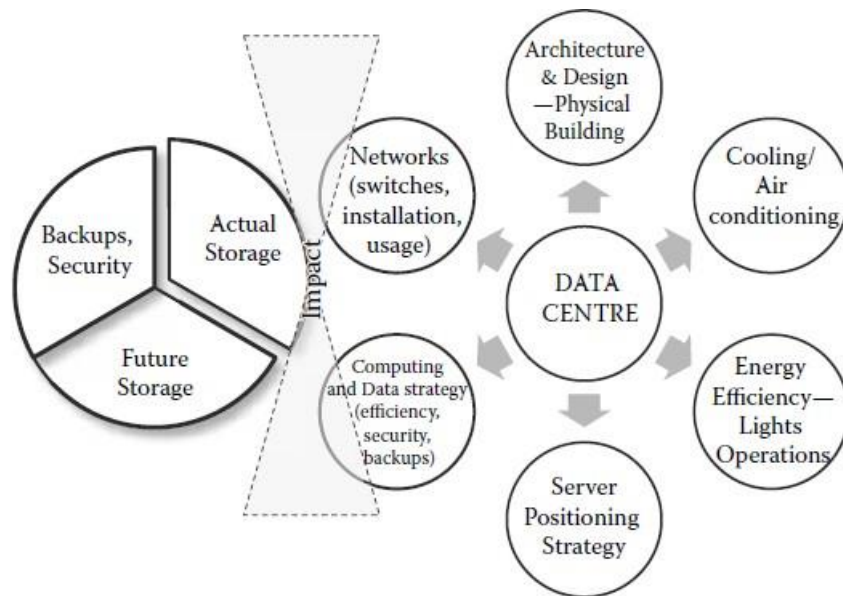 Backups,
Security
Actual
Storage
Future
Storage
Impact
Networks
(switches,
installation,
usage)
Computing
and Data strategy
(efficiency,
security,
backups)
Architecture
& Design
—Physical
Building
Cooling/
Air
conditioning
DATA
CENTRE
Energy
Efficiency—
Lights
Operations
Server
Positioning
Strategy